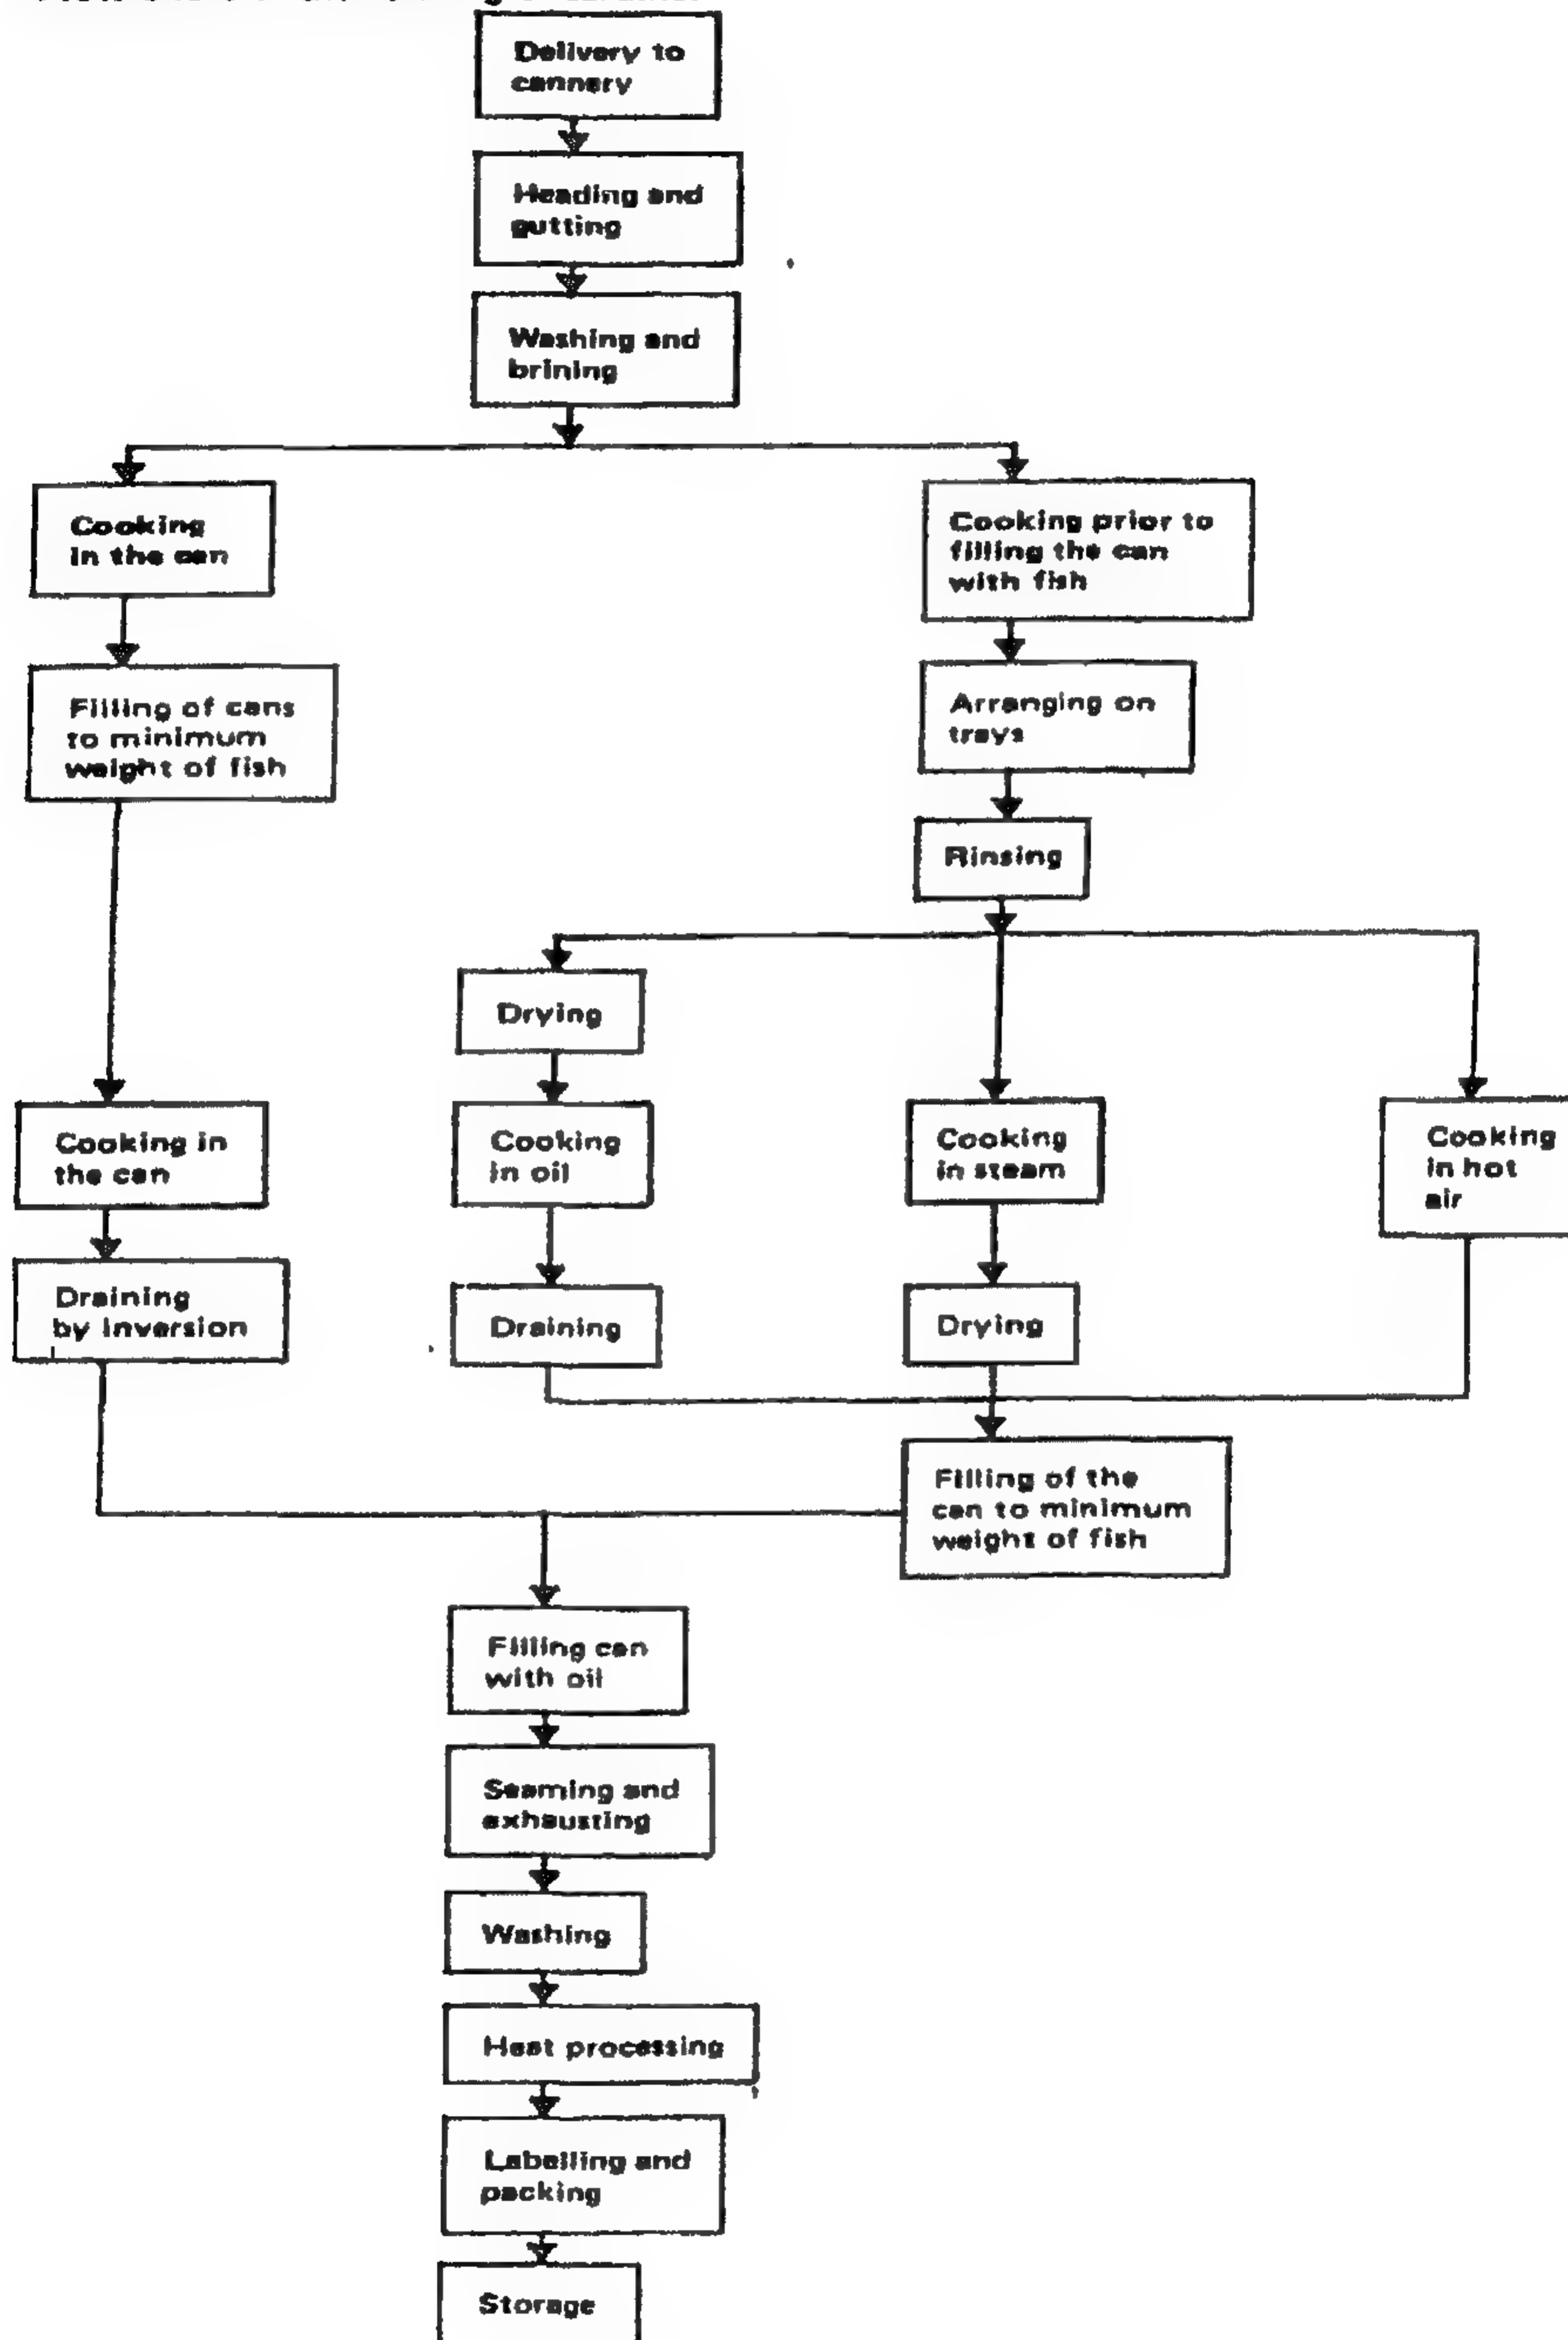 Delivery to
cannery
Heading and
gutting
Washing and
brining
Cooking
in the can
Cooking prior to
filling the can
with fish
Filling of cans
to minimum
weight of fish
Arranging on
trays
Rinsing
Drying
Cooking in
the can
Cooking
in oil
Cooking
in steam
Cooking
in hot
air
Draining
by inversion
Draining
Drying
Filling of the
can to minimum
weight of fish
Filling can
with oil
Seaming and
exhausting
Washing
Heat processing
Labelling and
packing
Storage